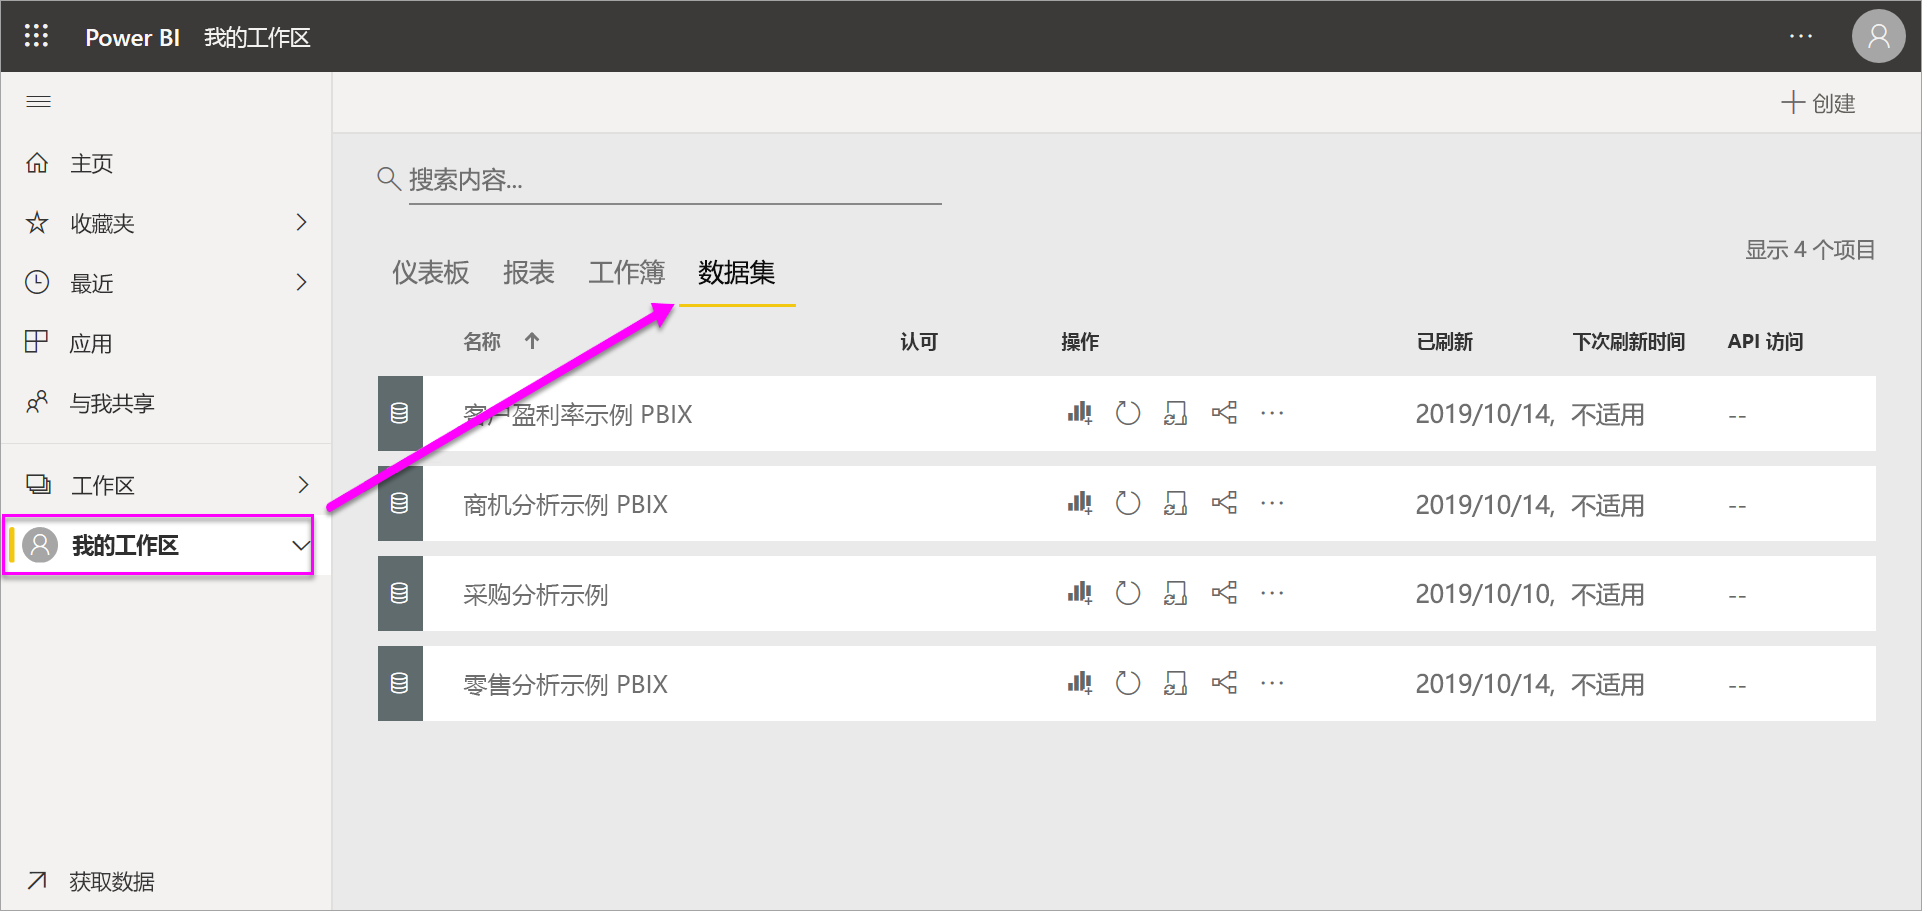 Power BI 我的工作区
创建
主页
收藏夹
最近
应用
与我共享
工作区
我的工作区
获取数据
搜索内容...
显示 4 个项目
仪表板 报表 工作簿 数据集
名称 认可 操作 已刷新 下次刷新时间 API 访问
客户盈利率示例 PBIX 2019/10/14, 不适用 --
商机分析示例 PBIX 2019/10/14, 不适用 --
采购分析示例 2019/10/10, 不适用 --
零售分析示例 PBIX 2019/10/14, 不适用 --